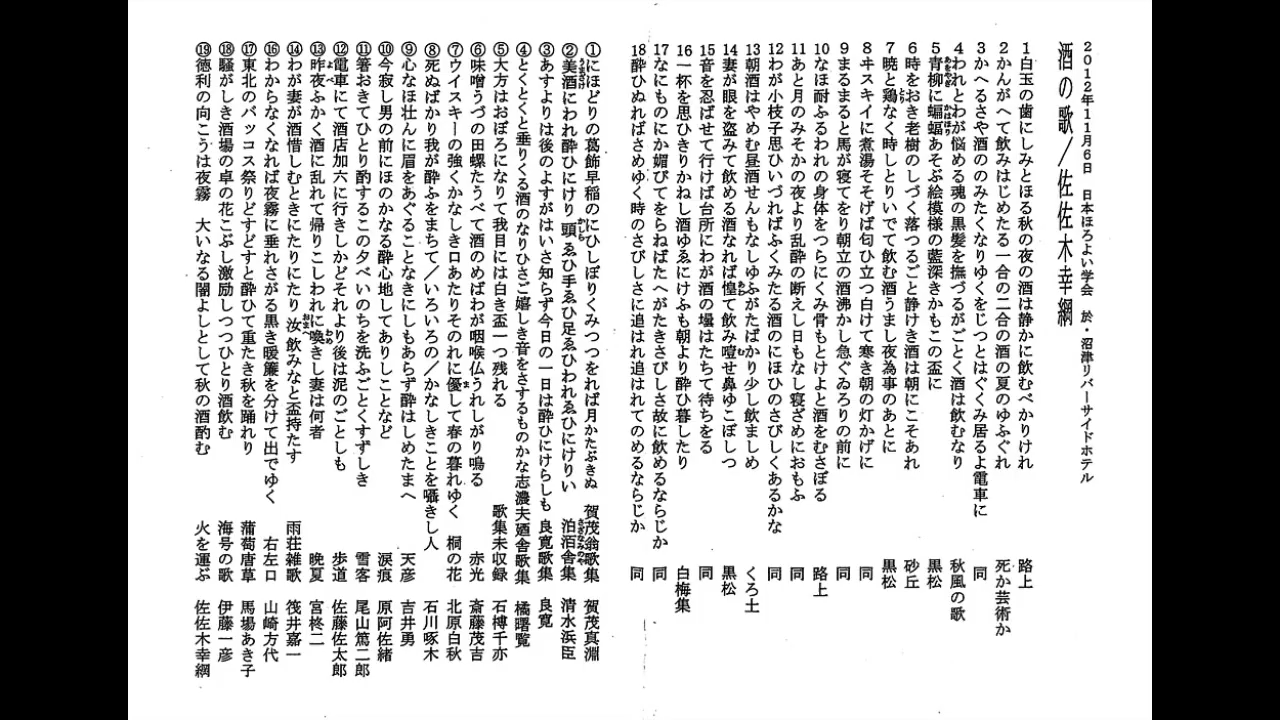 2012年11月6日 日本ほろよい学会 於・沼津リバーサイドホテル
酒の歌/佐佐木幸綱
1白玉の歯にしみとほる秋の夜の酒は静かに飲むべかりけれ 路上
2かんがへて飲みはじめたる一合の二合の酒の夏のゆふぐれ 死か芸術か
3かへるさや酒ののみたくなりゆくをじつとはぐくみ居るよ電車に 同
4われとわが悩める魂の黒髪を撫づるがごとく酒は飲むなり 秋風の歌
5青柳に蝙蝠あそぶ絵模様の藍深きかもこの盃に 黒松
6時をおき老樹のしづく落つるごと静けき酒は朝にこそあれ 砂丘
7暁と鶏なく時しとりいでて飲む酒うまし夜為事のあとに 黒松
8ヰスキイに煮湯そそげば匂ひ立つ白けて寒き朝の灯かげに 同
9まるまると馬が寝てをり朝立の酒沸かし急ぐゐろりの前に 同
10なほ耐ふるわれの身体をつらにくみ骨もとけよと酒をむさぼる 路上
11あと月のみそかの夜より乱酔の断えし日もなし寝ざめにおもふ 同
12わが小枝子思ひいづればふくみたる酒のにほひのさびしくあるかな 同
13朝酒はやめむ昼酒せんもなしゆふがたばかり少し飲ましめ くろ土
14妻が眼を盗みて飲める酒なれば惶て飲み噎せ鼻ゆこぼしつ 黒松
15音を忍ばせて行けば台所にわが酒の壜はたちて待ちをる 同
16一杯を思ひきりかねし酒ゆゑにけふも朝より酔ひ暮したり 白梅集
17なにものにか媚びてをらねばたへがたきさびしさ故に飲めるならじか 同
18酔ひぬればさめゆく時のさびしさに追はれ追はれてのめるならじか 同
①にほどりの葛飾早稲のにひしぼりくみつつをれば月かたぶきぬ 賀茂翁歌集 賀茂真淵
②美酒にわれ酔ひにけり 頭ゑひ手ゑひ足ゑひわれゑひにけりい 泊洦舎集 清水浜臣
③あすよりは後のよすがはいさ知らず今日の一日は酔ひにけらしも 良寛歌集 良寛
④とくとくと垂りくる酒のなりひさご嬉しき音をさするものかな 志濃夫廼舎歌集 橘曙覧
⑤大方はおぼろになりて我目には白き盃一つ残れる 歌集未収録 石榑千亦
⑥味噌うづの田螺たうべて酒のめばわが咽喉仏うれしがり鳴る 赤光 斎藤茂吉
⑦ウイスキーの強くかなしき口あたりそのれに優して春の暮れゆく 桐の花 北原白秋
⑧死ぬばかり我が酔ふをまちて/いろいろの/かなしきことを囁きし人 石川啄木
⑨心なほ壮んに眉をあぐることなきにしもあらず酔はしめたまへ 天彦 吉井勇
⑩今寂し男の前にほのかなる酔心地してありしことなど 涙痕 原阿佐緒
⑪箸おきてひとり酌するこの夕べいのちを洗ふごとくすずしき 雪客 尾山篤二郎
⑫電車にて酒店加六に行きしかどそれより後は泥のごとしも 歩道 佐藤佐太郎
⑬昨夜ふかく酒に乱れて帰りこしわれに喚きし妻は何者 晩夏 宮柊二
⑭わが妻が酒惜しむときにたりにたり 汝飲みなと盃持たす 雨荘雑歌 筏井嘉一
⑯わからなくなれば夜霧に垂れさがる黒き暖簾を分けて出でゆく 右左口 山崎方代
⑰東北のバッコス祭りどすどすと酔ひて重たき秋を踊れり 蒲萄唐草 馬場あき子
⑱騒がしき酒場の卓の花こぶし激励しつつひとり酒飲む 海号の歌 伊藤一彦
⑲徳利の向こうは夜霧 大いなる闇よしとして秋の酒酌む 火を運ぶ 佐佐木幸綱